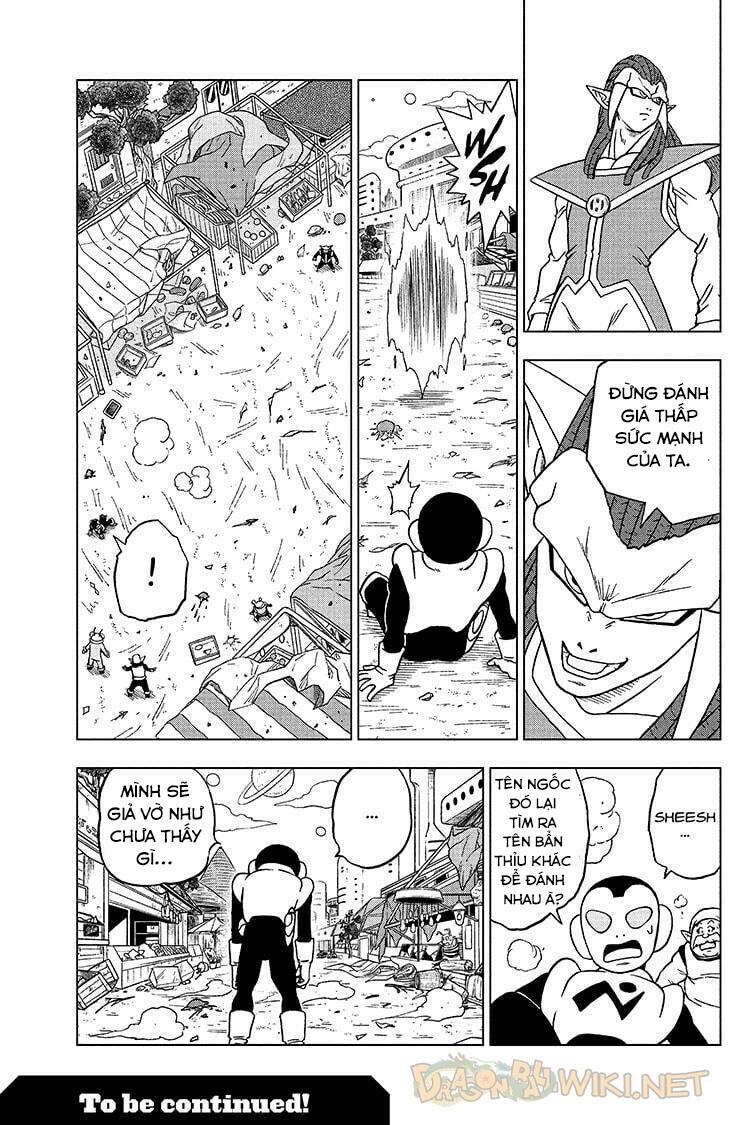 WOSH
ĐỪNG ĐÁNH
GIÁ THẤP
SỨC MẠNH
CỦA TA.
!
SHEESH
...
TÊN NGỐC
ĐÓ LẠI
TÌM RA
TÊN BẨN
THỈU KHÁC
ĐỂ ĐÁNH
NHAU Á?
...
MÌNH SẼ
GIẢ VỜ NHƯ
CHƯA THẤY
GÌ...
To be continued!
DRAGONBALLWIKI.NET